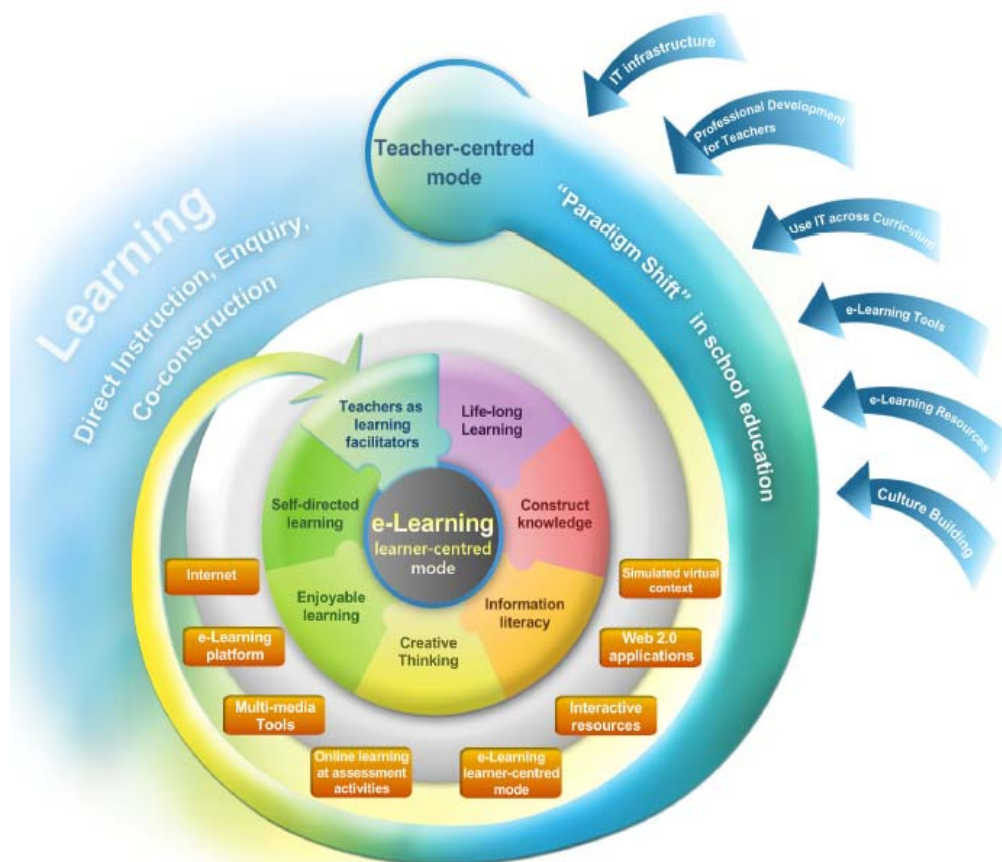 IT infrastructure
Professional Development
for Teachers
Use IT across Curriculum
e-Learning Tools
e-Learning Resources
Culture Building
Teacher-centred
mode
"Paradigm Shift" in school education
Learning
Direct Instruction, Enquiry,
Co-construction
Teachers as
learning
facilitators
Life-long
Learning
Self-directed
learning
Construct
knowledge
e-Learning
learner-centred
mode
Enjoyable
learning
Information
literacy
Creative
Thinking
Internet
Simulated virtual
context
e-Learning
platform
Web 2.0
applications
Multi-media
Tools
Interactive
resources
Online learning
at assessment
activities
e-Learning
learner-centred
mode